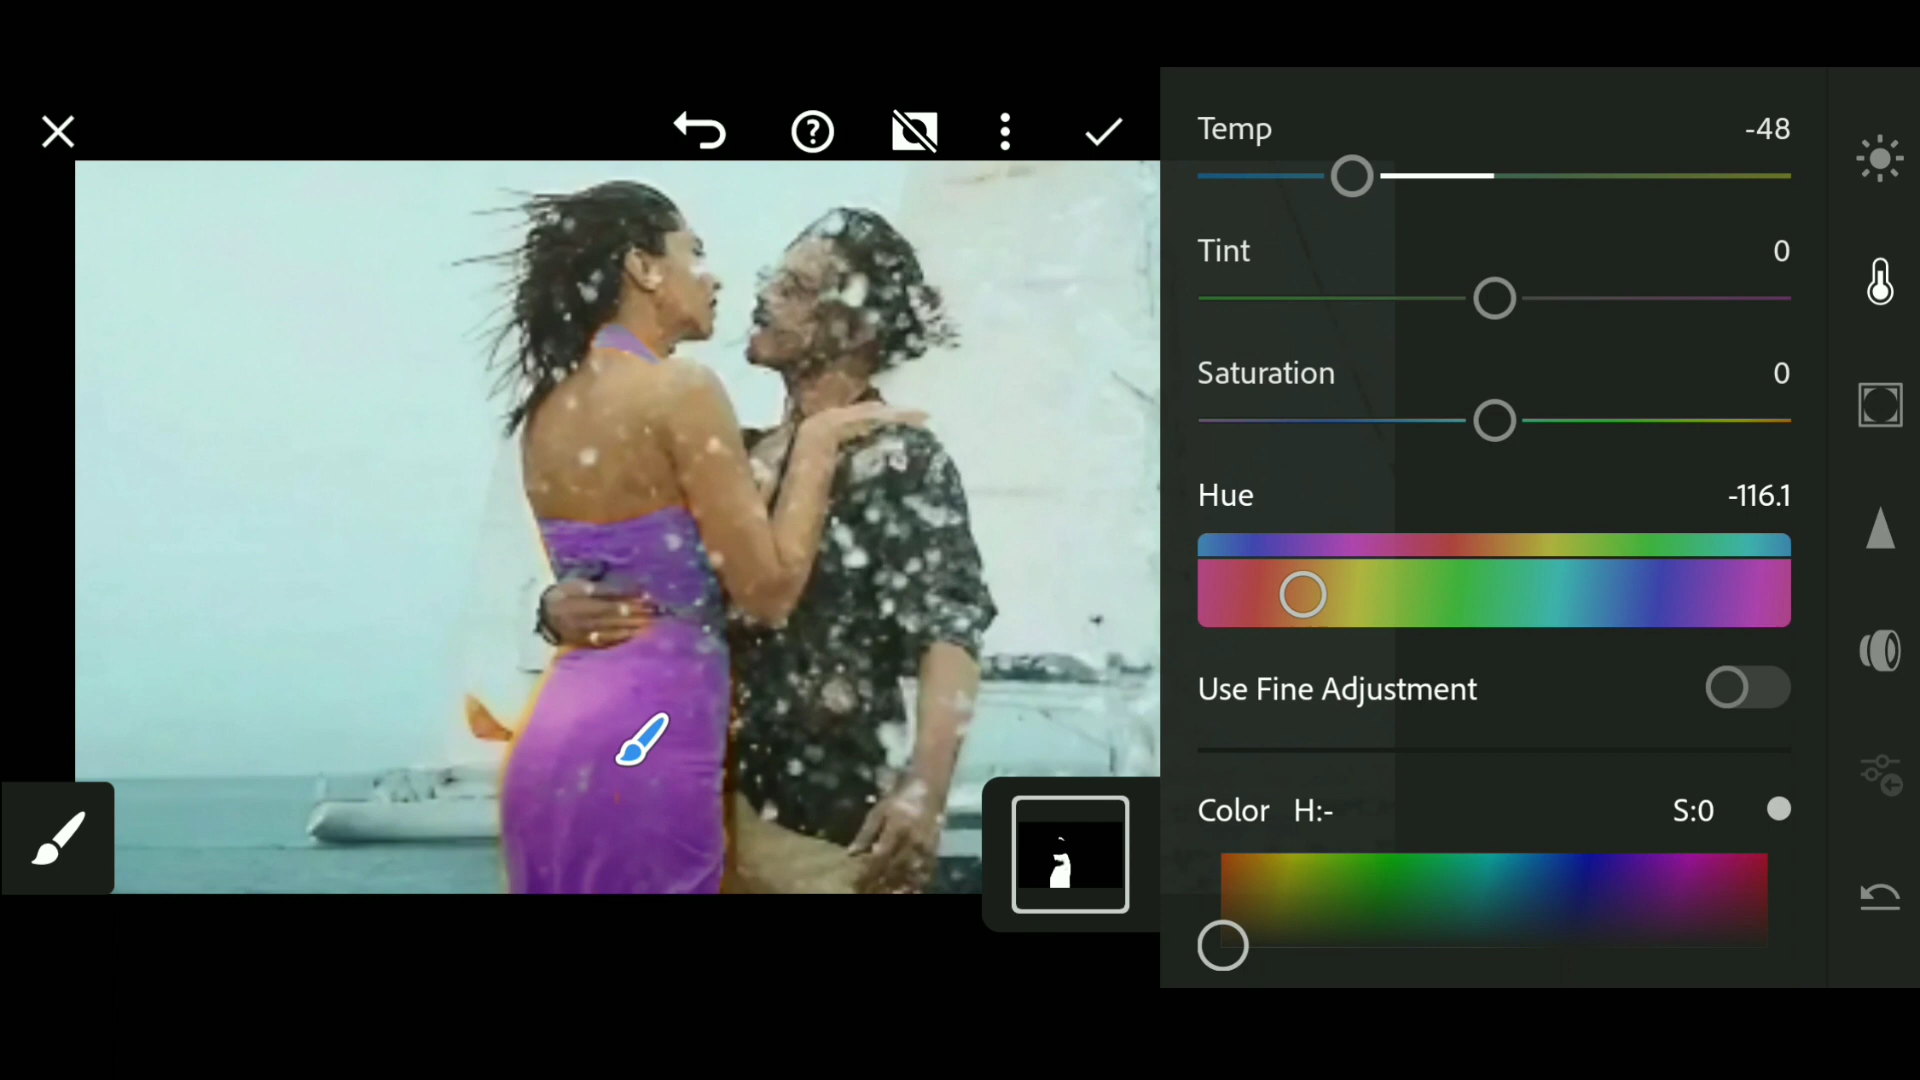 Temp -48
Tint 0
Saturation 0
Hue -116.1
Use Fine Adjustment
Color H:- S:0